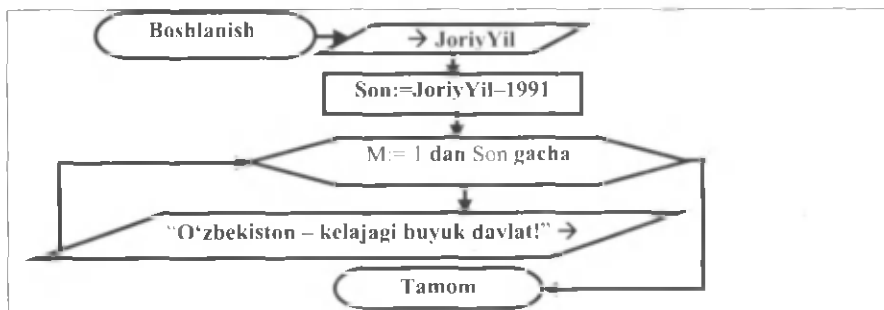 Boshlanish
→ JoriyYil
Son:=JoriyYil–1991
M:= 1 dan Son gacha
“O‘zbekiston – kelajagi buyuk davlat!” →
Tamom